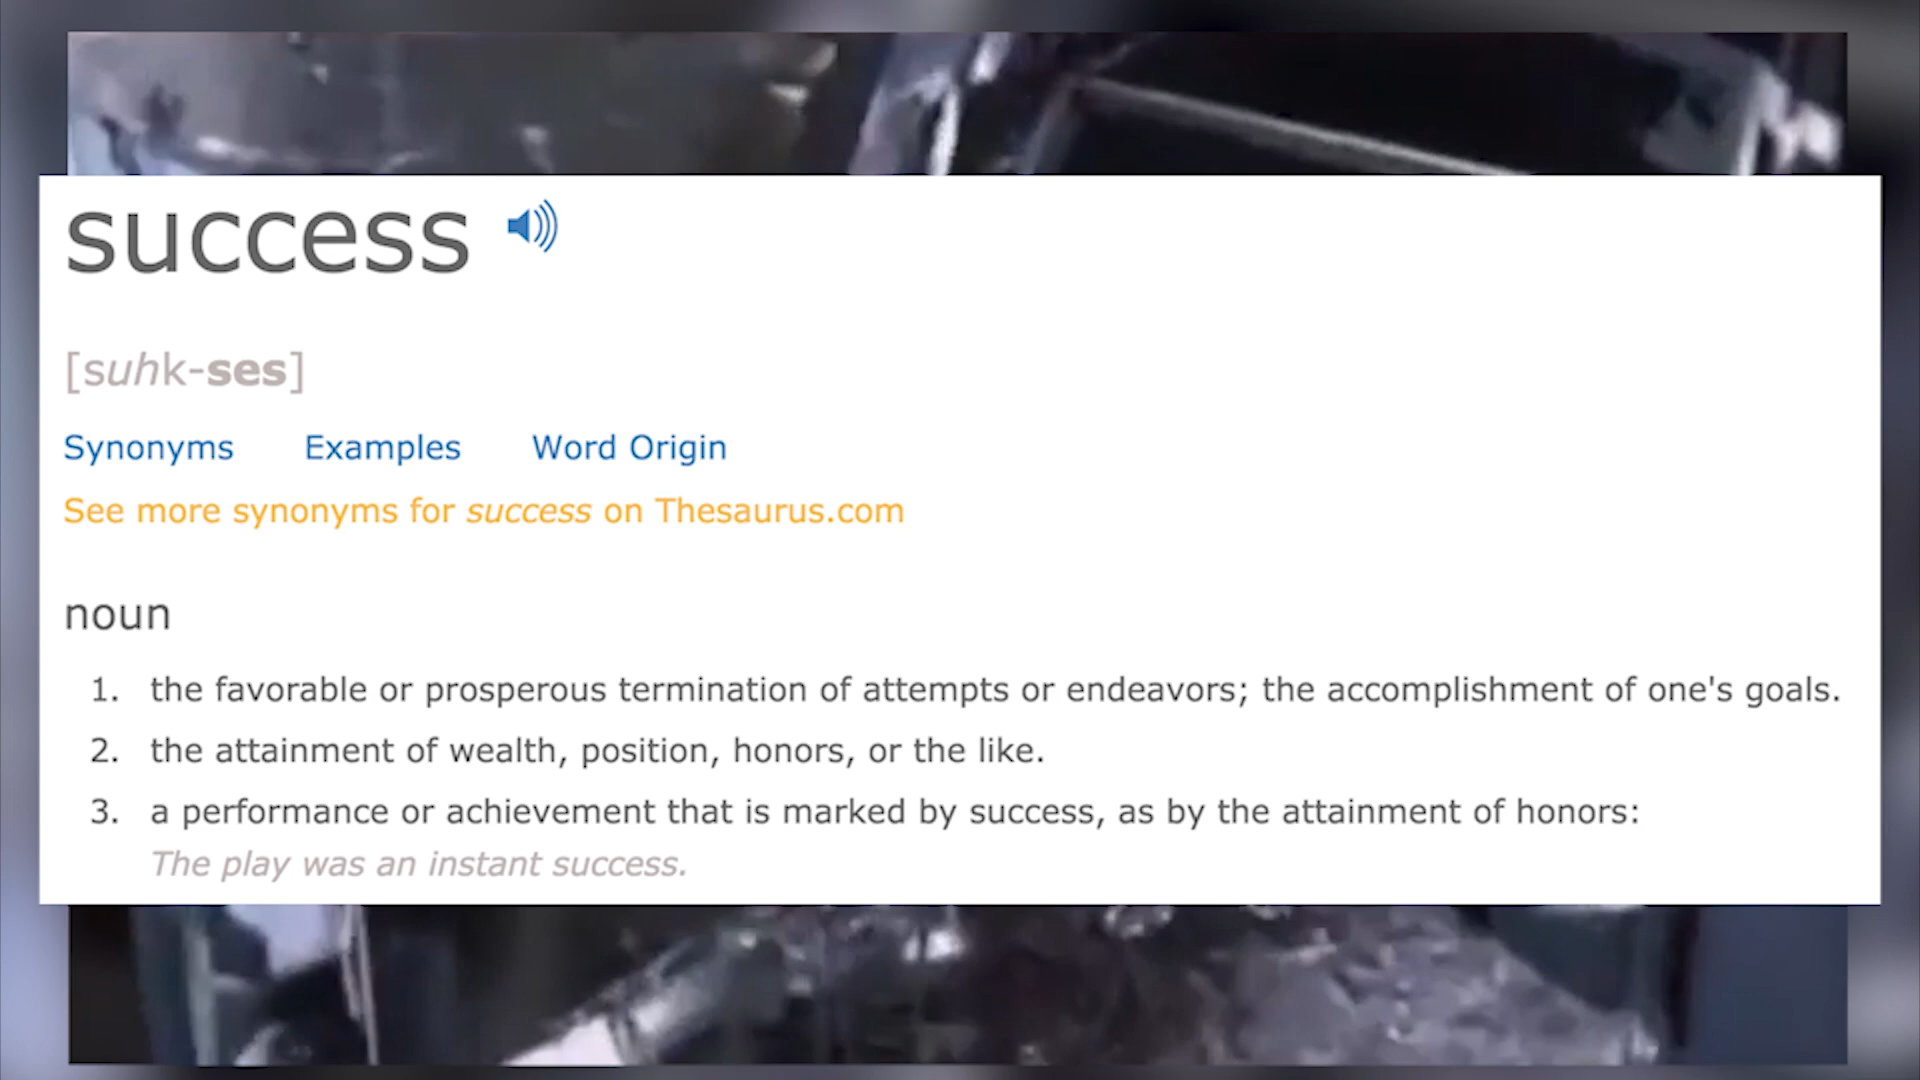 success
[suhk-ses]
Synonyms Examples Word Origin
See more synonyms for success on Thesaurus.com
noun
1. the favorable or prosperous termination of attempts or endeavors; the accomplishment of one's goals.
2. the attainment of wealth, position, honors, or the like.
3. a performance or achievement that is marked by success, as by the attainment of honors:
The play was an instant success.